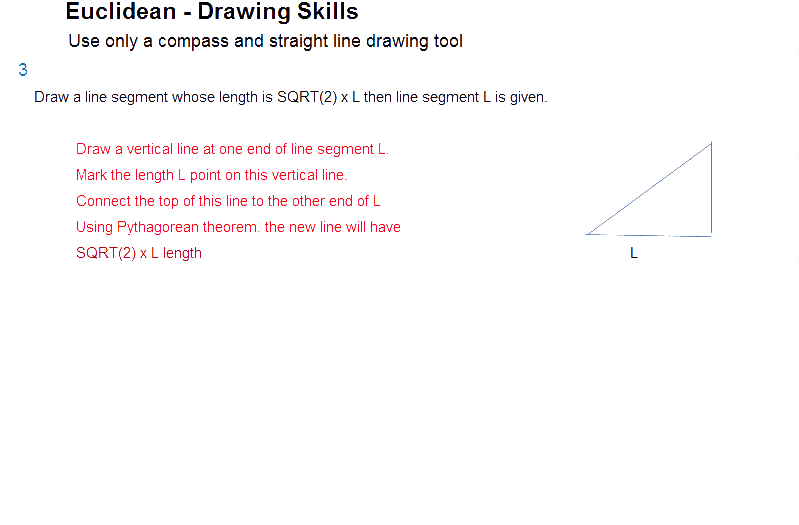 Euclidean - Drawing Skills
Use only a compass and straight line drawing tool
3
Draw a line segment whose length is SQRT(2) x L then line segment L is given.
Draw a vertical line at one end of line segment L.
Mark the length L point on this vertical line.
Connect the top of this line to the other end of L
Using Pythagorean theorem. the new line will have
SQRT(2) x L length
L